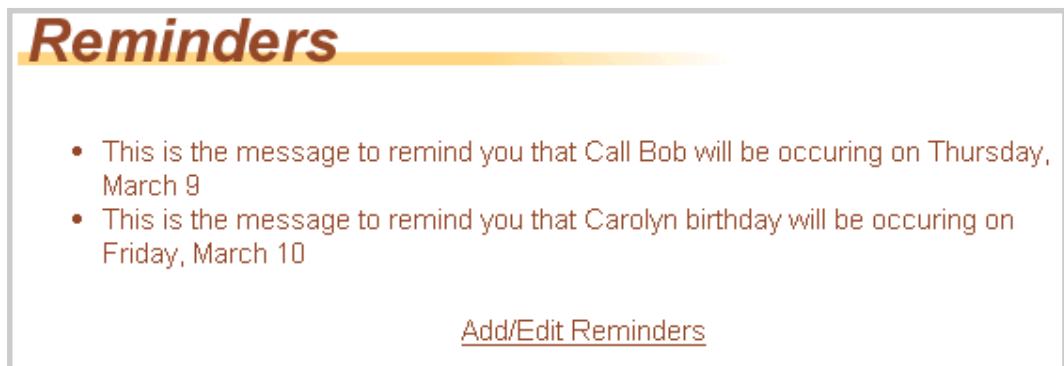 Reminders
• This is the message to remind you that Call Bob will be occuring on Thursday,
March 9
• This is the message to remind you that Carolyn birthday will be occuring on
Friday, March 10
Add/Edit Reminders